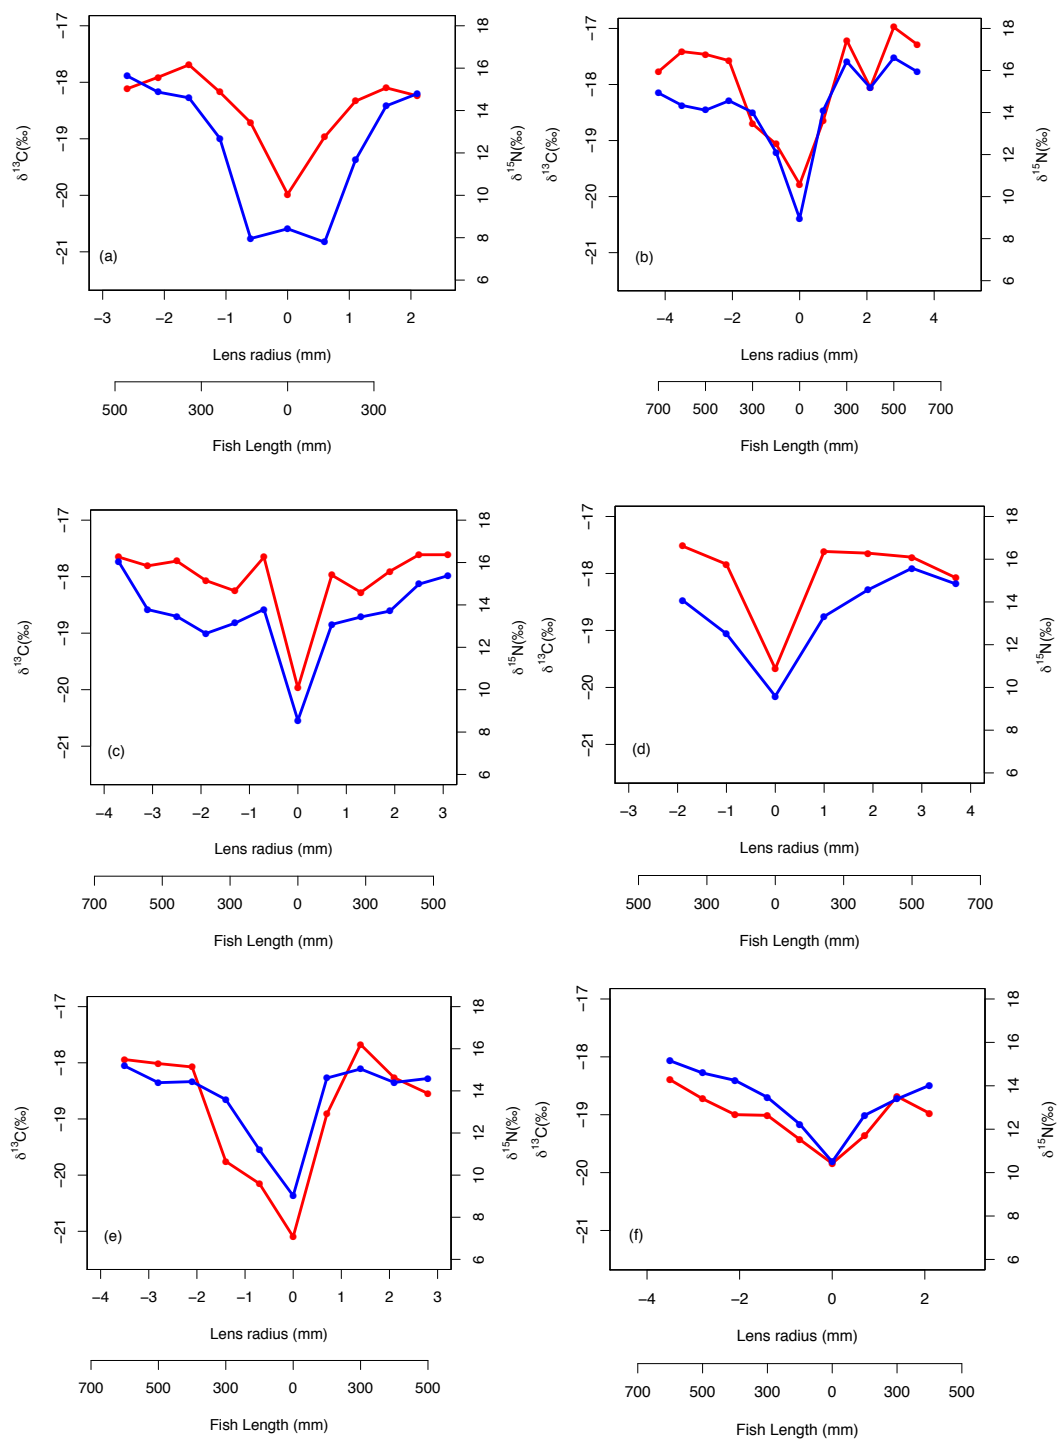 −17
−18
−19
−20
−21
δ13C(‰)
18
16
14
12
10
8
6
δ15N(‰)
(a)
−3 −2 −1 0 1 2
Lens radius (mm)
500 300 0 300
Fish Length (mm)
−17
−18
−19
−20
−21
δ13C(‰)
18
16
14
12
10
8
6
δ15N(‰)
(b)
−4 −2 0 2 4
Lens radius (mm)
700 500 300 0 300 500 700
Fish Length (mm)
−17
−18
−19
−20
−21
δ13C(‰)
18
16
14
12
10
8
6
δ15N(‰)
(c)
−4 −3 −2 −1 0 1 2 3
Lens radius (mm)
700 500 300 0 300 500
Fish Length (mm)
−17
−18
−19
−20
−21
δ13C(‰)
18
16
14
12
10
8
6
δ15N(‰)
(d)
−3 −2 −1 0 1 2 3 4
Lens radius (mm)
500 300 0 300 500 700
Fish Length (mm)
−17
−18
−19
−20
−21
δ13C(‰)
18
16
14
12
10
8
6
δ15N(‰)
(e)
−4 −3 −2 −1 0 1 2 3
Lens radius (mm)
700 500 300 0 300 500
Fish Length (mm)
−17
−18
−19
−20
−21
δ13C(‰)
18
16
14
12
10
8
6
δ15N(‰)
(f)
−4 −2 0 2
Lens radius (mm)
700 500 300 0 300 500
Fish Length (mm)